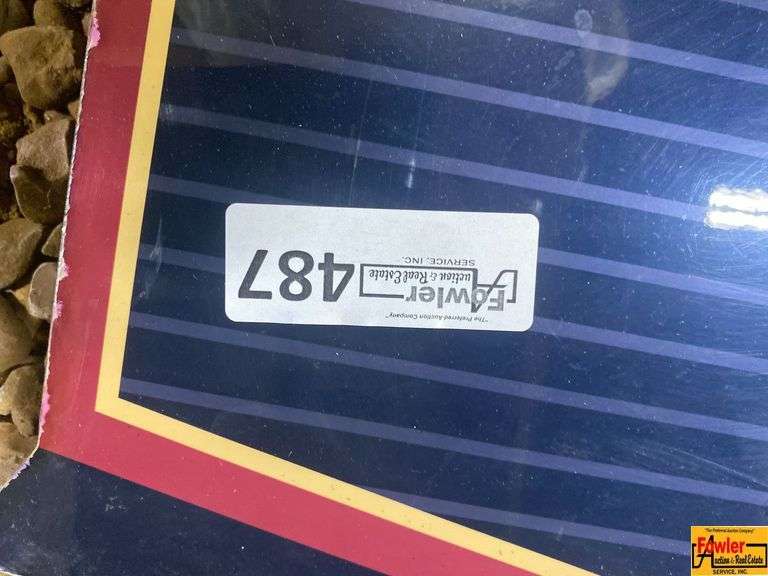 "The Preferred Auction Company"
Fowler
Auction & Real Estate
SERVICE, INC.
487
"The Preferred Auction Company"
Fowler
Auction & Real Estate
SERVICE, INC.